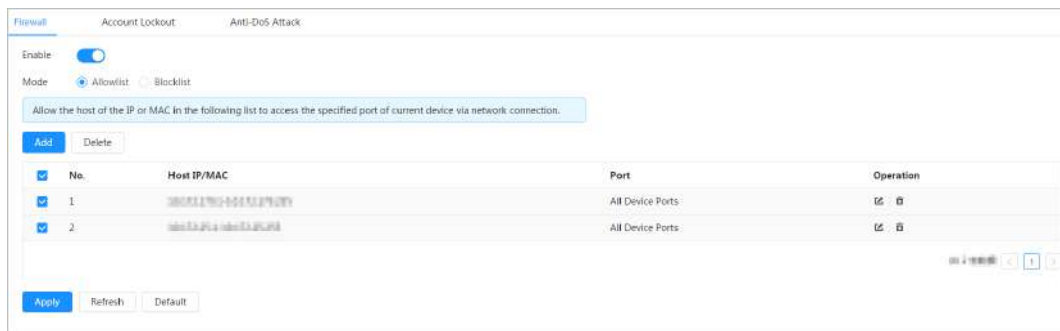 Firewall Account Lockout Anti-DoS Attack
Enable
Mode Allowlist Blocklist
Allow the host of the IP or MAC in the following list to access the specified port of current device via network connection.
Add Delete
No. Host IP/MAC Port Operation
1 All Device Ports
2 All Device Ports
1
Apply Refresh Default